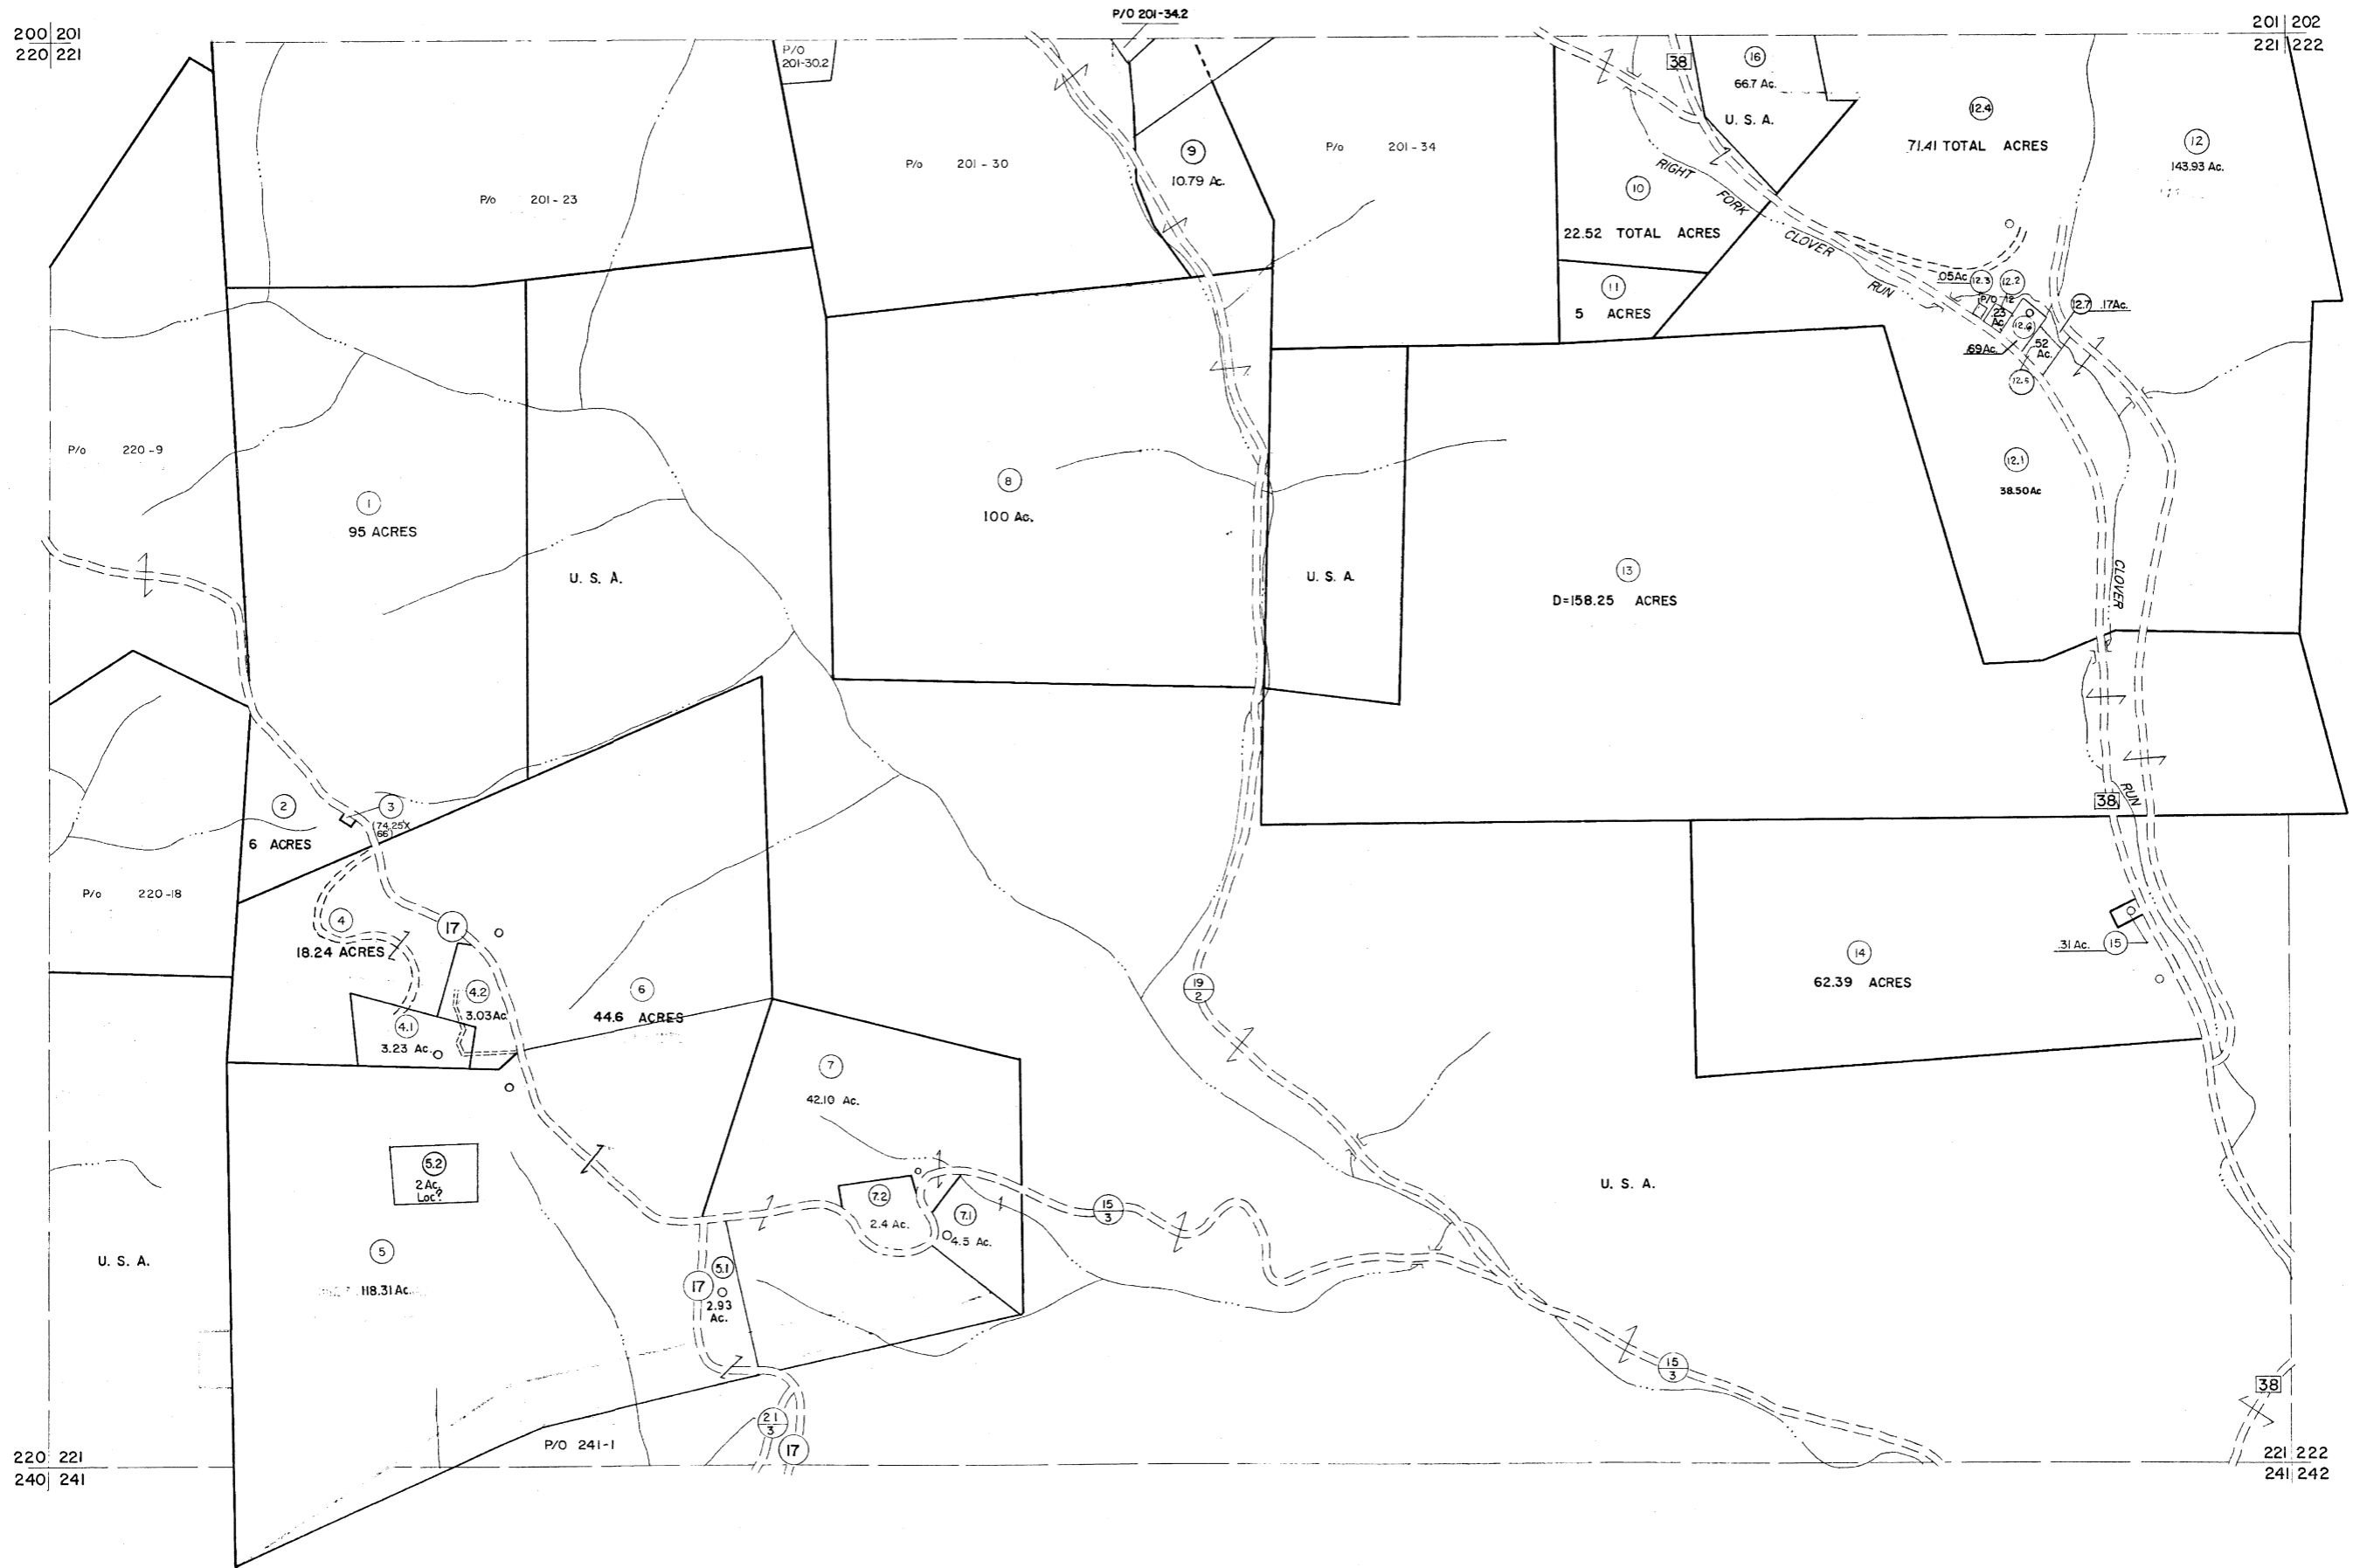 P/O 201-34.2
200 201
220 221
201 202
221 222
P/O
201-30.2
38
16
66.7 Ac.
U. S. A.
12.4
71.41 TOTAL ACRES
12
143.93 Ac.
P/o 201-23
P/o 201-30
9
10.79 Ac.
P/o 201-34
RIGHT FORK CLOVER RUN
10
22.52 TOTAL ACRES
11
5 ACRES
.05Ac.
12.3
12.2
P/O 12
.23
Ac.
12.7
.17Ac.
.69Ac.
.52
Ac.
12.1
38.50Ac
P/o 220-9
1
95 ACRES
U. S. A.
8
100 Ac.
U. S. A.
13
D=158.25 ACRES
CLOVER
RUN
38
2
6 ACRES
3
(74.25X
66)
P/o 220-18
4
18.24 ACRES
17
4.2
3.03Ac.
4.1
3.23 Ac.
6
44.6 ACRES
19
2
14
62.39 ACRES
.31 Ac.
15
7
42.10 Ac.
5.2
2Ac.
Loc?
7.2
2.4 Ac.
7.1
4.5 Ac.
15
3
U. S. A.
U. S. A.
5
118.31 Ac.
5.1
17
2.93
Ac.
15
3
38
21
3
17
P/O 241-1
220 221
240 241
221 222
241 242